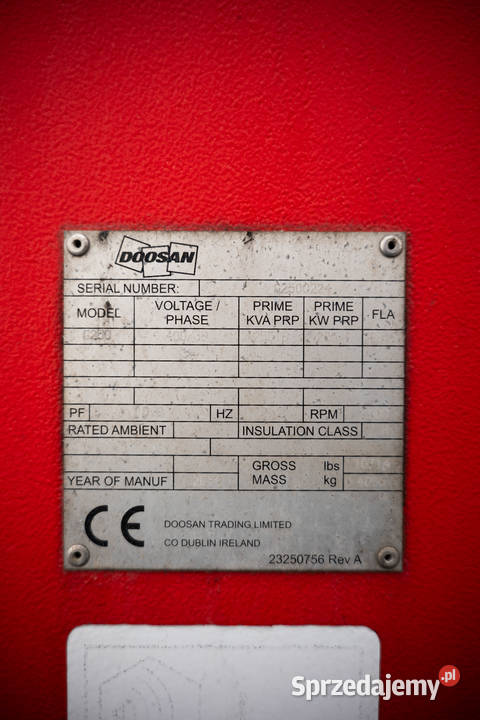 DOOSAN
SERIAL NUMBER:
MODEL VOLTAGE / PHASE PRIME KVA PRP PRIME KW PRP FLA
PF HZ RPM
RATED AMBIENT INSULATION CLASS
GROSS MASS lbs kg
YEAR OF MANUF
CE
DOOSAN TRADING LIMITED
CO DUBLIN IRELAND
23250756 Rev A
Sprzedajemy.pl